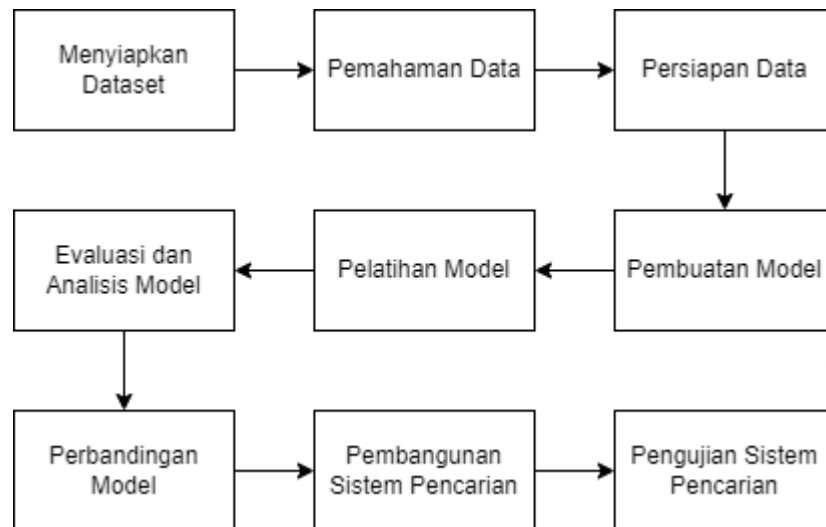 Menyiapkan
Dataset
Pemahaman Data
Persiapan Data
Pembuatan Model
Pelatihan Model
Evaluasi dan
Analisis Model
Perbandingan
Model
Pembangunan
Sistem Pencarian
Pengujian Sistem
Pencarian